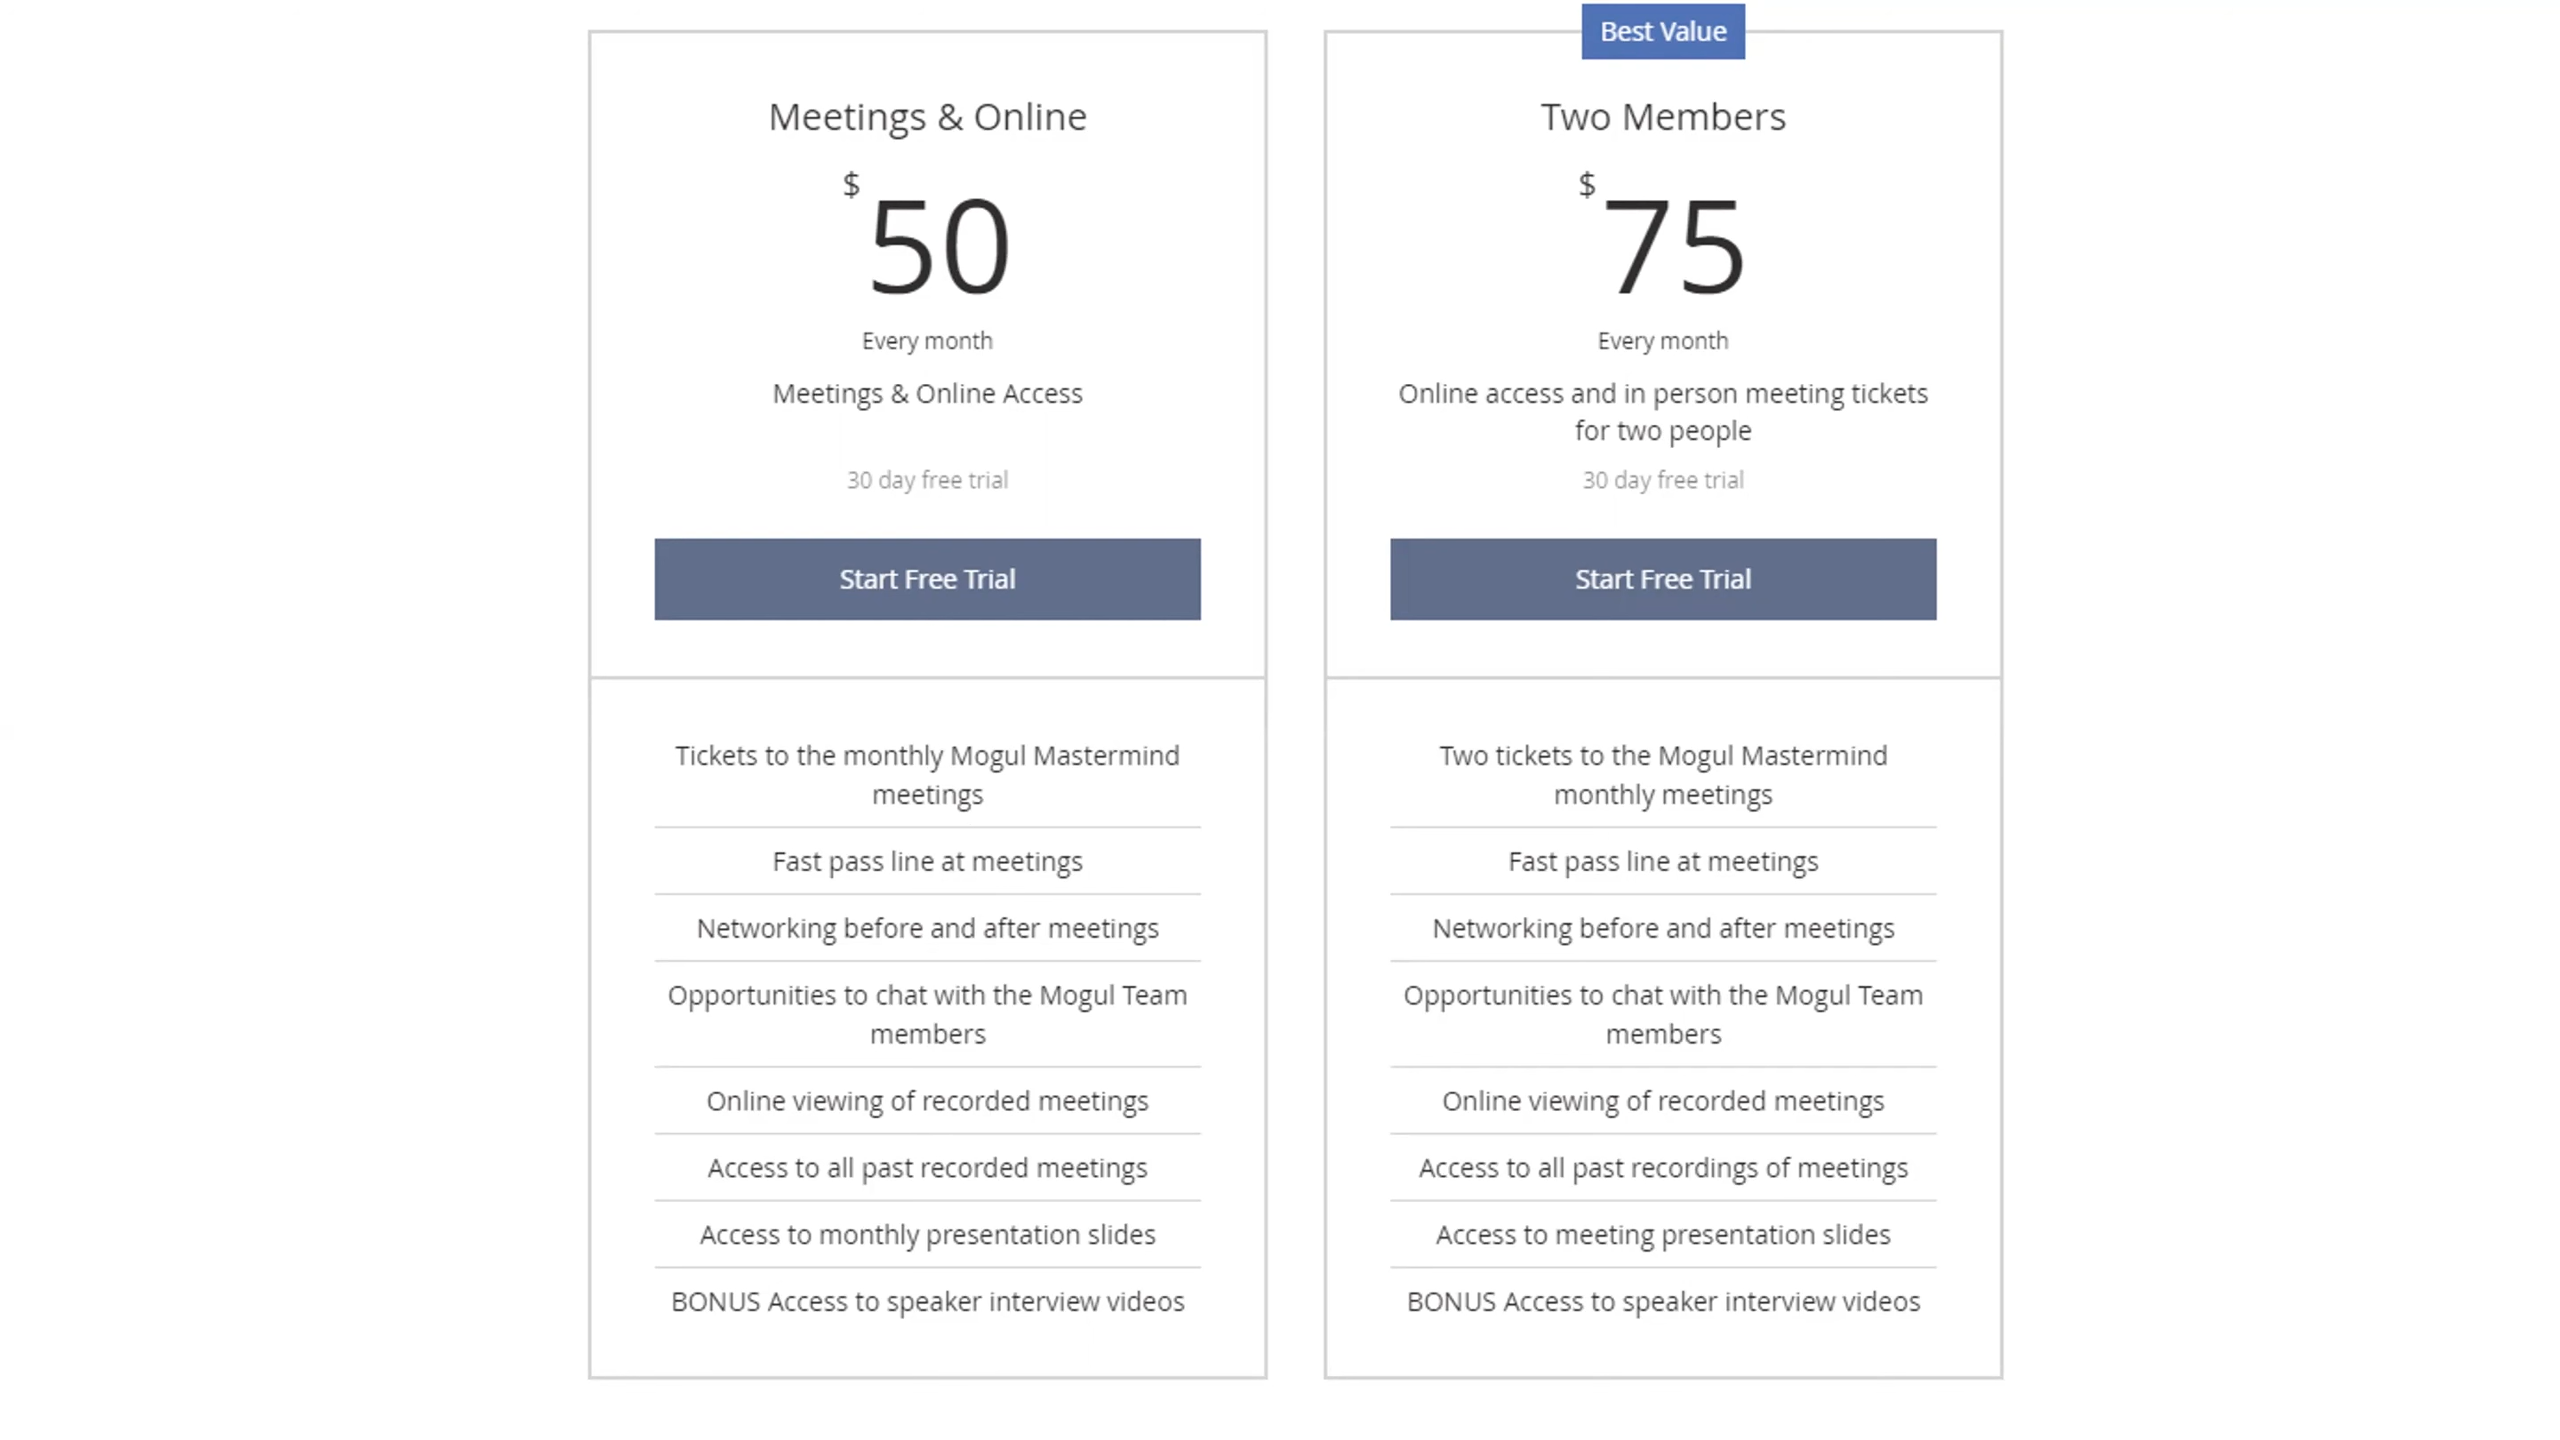 Meetings & Online
$
50
Every month
Meetings & Online Access
30 day free trial
Start Free Trial
Tickets to the monthly Mogul Mastermind
meetings
Fast pass line at meetings
Networking before and after meetings
Opportunities to chat with the Mogul Team
members
Online viewing of recorded meetings
Access to all past recorded meetings
Access to monthly presentation slides
BONUS Access to speaker interview videos
Best Value
Two Members
$
75
Every month
Online access and in person meeting tickets
for two people
30 day free trial
Start Free Trial
Two tickets to the Mogul Mastermind
monthly meetings
Fast pass line at meetings
Networking before and after meetings
Opportunities to chat with the Mogul Team
members
Online viewing of recorded meetings
Access to all past recordings of meetings
Access to meeting presentation slides
BONUS Access to speaker interview videos